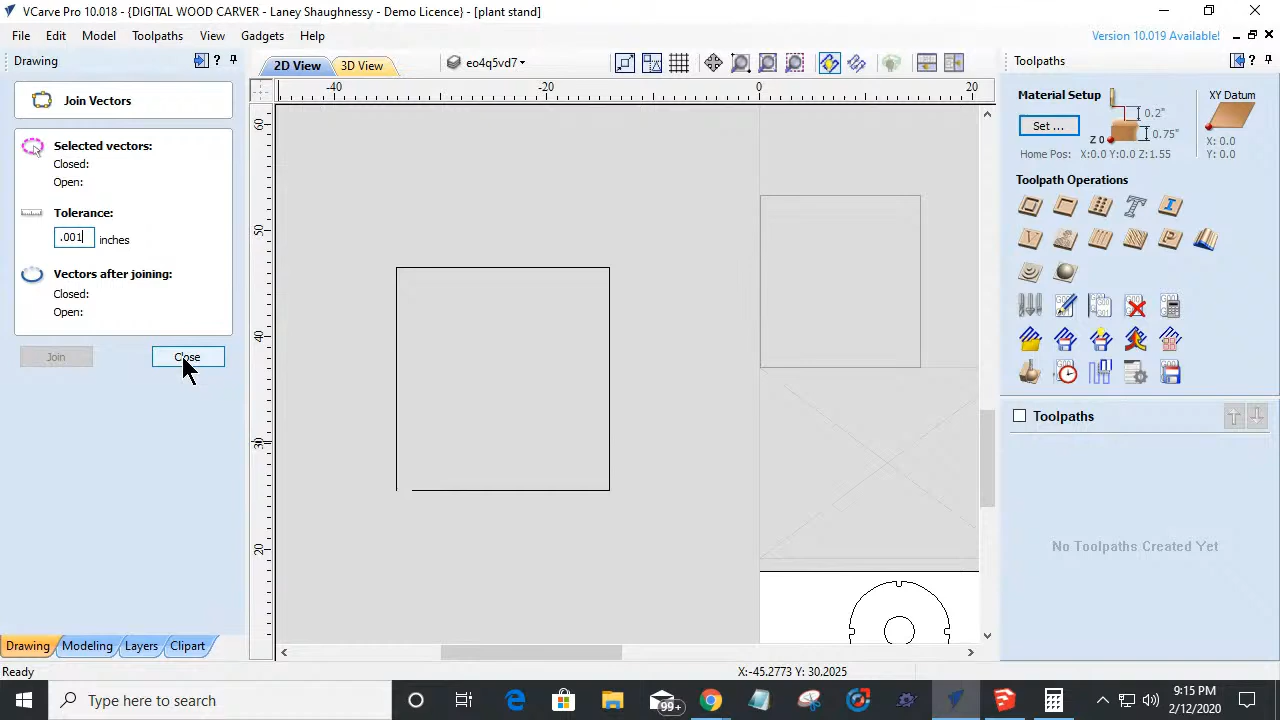 VCarve Pro 10.018 - {DIGITAL WOOD CARVER - Laney Shaughnessy - Demo Licence} - [plant stand]
File Edit Model Toolpaths View Gadgets Help
Version 10.019 Available!
Drawing
Join Vectors
Selected vectors:
Closed:
Open:
Tolerance:
.001 inches
Vectors after joining:
Closed:
Open:
Join Close
Drawing Modeling Layers Clipart
2D View 3D View eo4q5vd7
-40 -20 0 20
60
50
40
30
20
Toolpaths
Material Setup
Set ...
0.2"
Z 0
0.75"
Home Pos: X:0.0 Y:0.0 Z:1.55
XY Datum
X: 0.0
Y: 0.0
Toolpath Operations
Toolpaths
No Toolpaths Created Yet
Ready
X:-45.2773 Y: 30.2025
Type here to search
99+
9:15 PM
2/12/2020